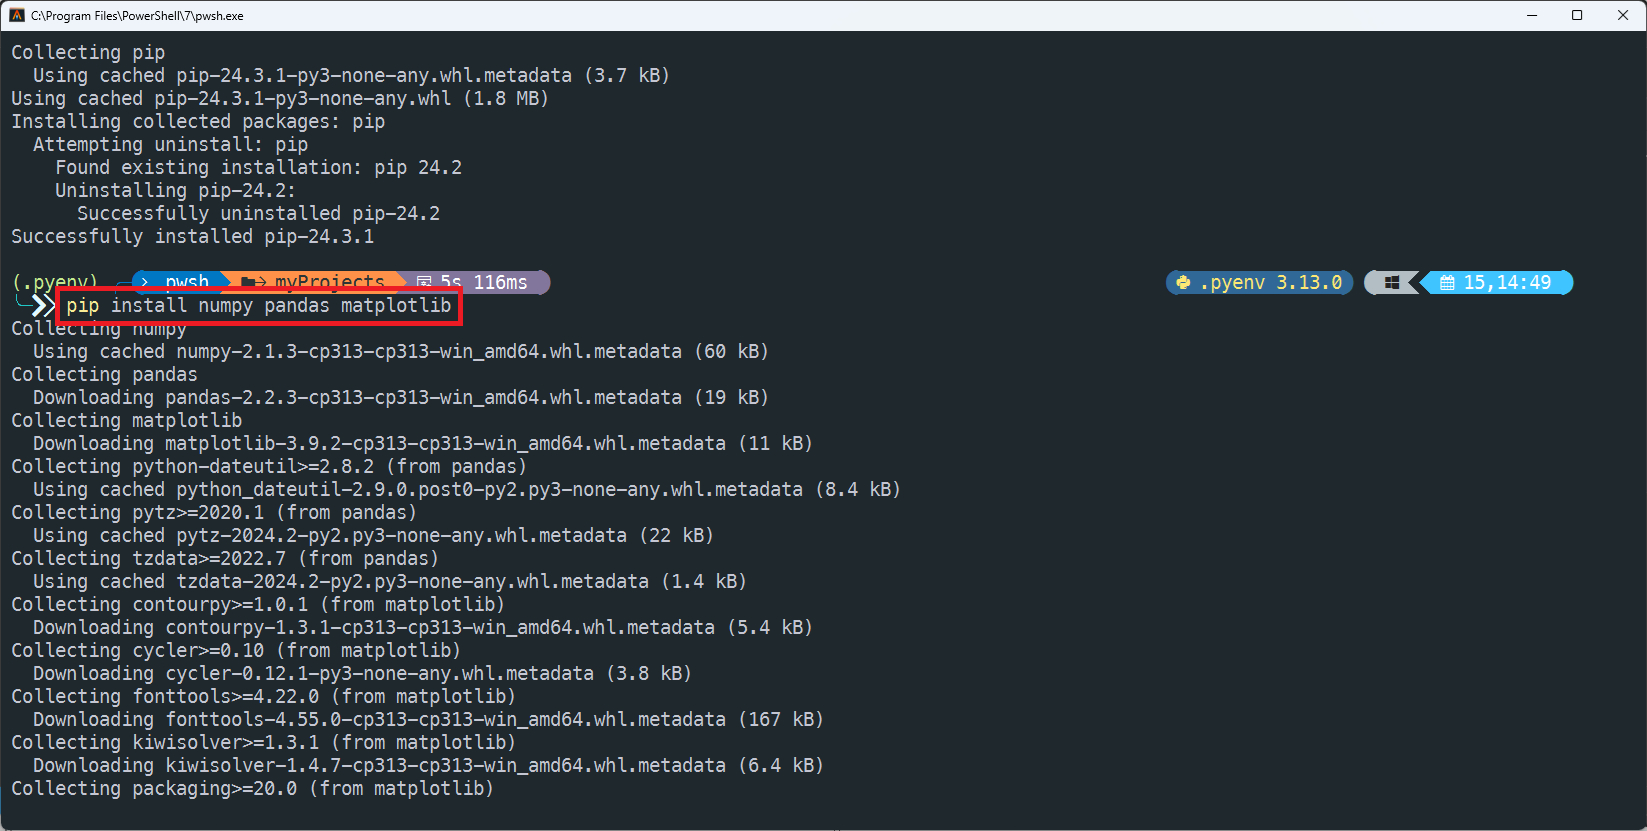 C:\Program Files\PowerShell\7\pwsh.exe
Collecting pip
  Using cached pip-24.3.1-py3-none-any.whl.metadata (3.7 kB)
Using cached pip-24.3.1-py3-none-any.whl (1.8 MB)
Installing collected packages: pip
  Attempting uninstall: pip
    Found existing installation: pip 24.2
    Uninstalling pip-24.2:
      Successfully uninstalled pip-24.2
Successfully installed pip-24.3.1
(.pyenv) pwsh myProjects 5s 116ms .pyenv 3.13.0 15,14:49
pip install numpy pandas matplotlib
Collecting numpy
  Using cached numpy-2.1.3-cp313-cp313-win_amd64.whl.metadata (60 kB)
Collecting pandas
  Downloading pandas-2.2.3-cp313-cp313-win_amd64.whl.metadata (19 kB)
Collecting matplotlib
  Downloading matplotlib-3.9.2-cp313-cp313-win_amd64.whl.metadata (11 kB)
Collecting python-dateutil>=2.8.2 (from pandas)
  Using cached python_dateutil-2.9.0.post0-py2.py3-none-any.whl.metadata (8.4 kB)
Collecting pytz>=2020.1 (from pandas)
  Using cached pytz-2024.2-py2.py3-none-any.whl.metadata (22 kB)
Collecting tzdata>=2022.7 (from pandas)
  Using cached tzdata-2024.2-py2.py3-none-any.whl.metadata (1.4 kB)
Collecting contourpy>=1.0.1 (from matplotlib)
  Downloading contourpy-1.3.1-cp313-cp313-win_amd64.whl.metadata (5.4 kB)
Collecting cycler>=0.10 (from matplotlib)
  Downloading cycler-0.12.1-py3-none-any.whl.metadata (3.8 kB)
Collecting fonttools>=4.22.0 (from matplotlib)
  Downloading fonttools-4.55.0-cp313-cp313-win_amd64.whl.metadata (167 kB)
Collecting kiwisolver>=1.3.1 (from matplotlib)
  Downloading kiwisolver-1.4.7-cp313-cp313-win_amd64.whl.metadata (6.4 kB)
Collecting packaging>=20.0 (from matplotlib)